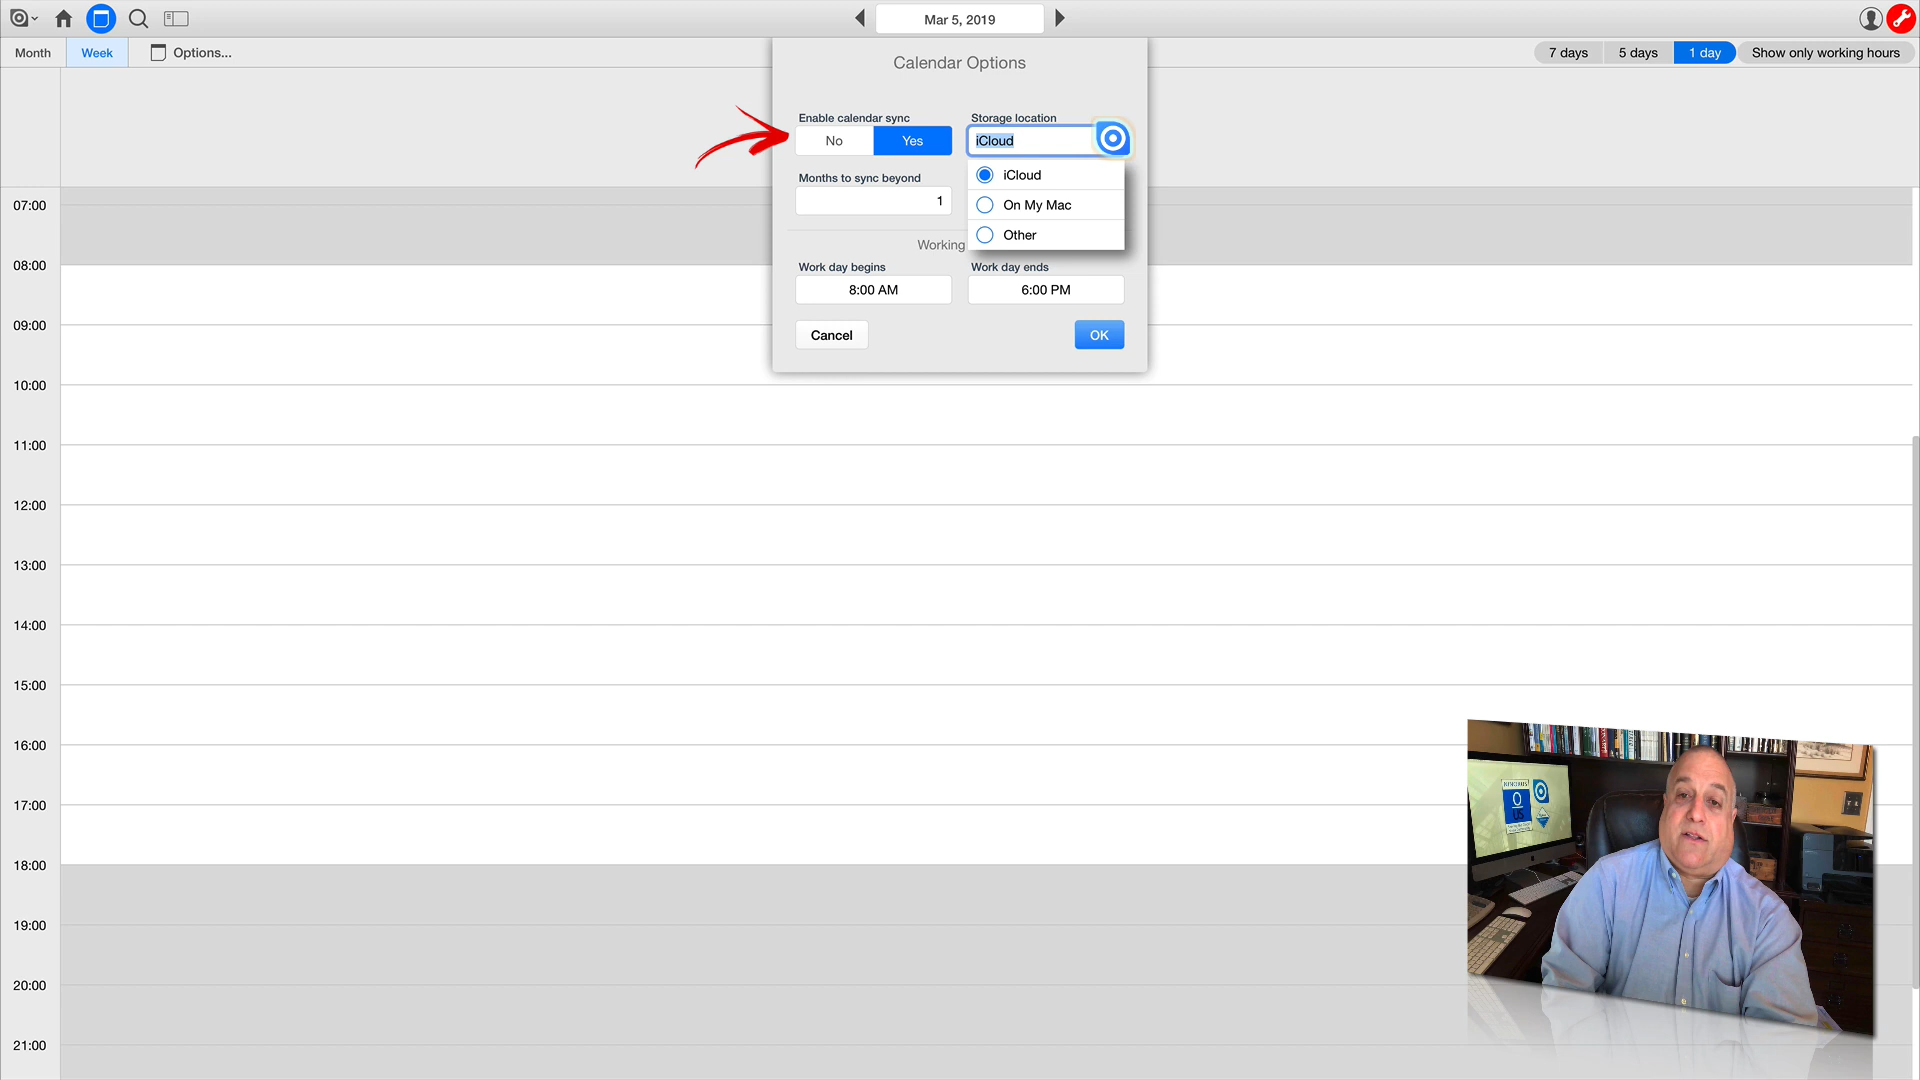 Mar 5, 2019
Month
Week
Options...
7 days
5 days
1 day
Show only working hours
Calendar Options
Enable calendar sync
Storage location
No
Yes
iCloud
iCloud
On My Mac
Other
Months to sync beyond
1
Working
Work day begins
Work day ends
8:00 AM
6:00 PM
Cancel
OK
07:00
08:00
09:00
10:00
11:00
12:00
13:00
14:00
15:00
16:00
17:00
18:00
19:00
20:00
21:00